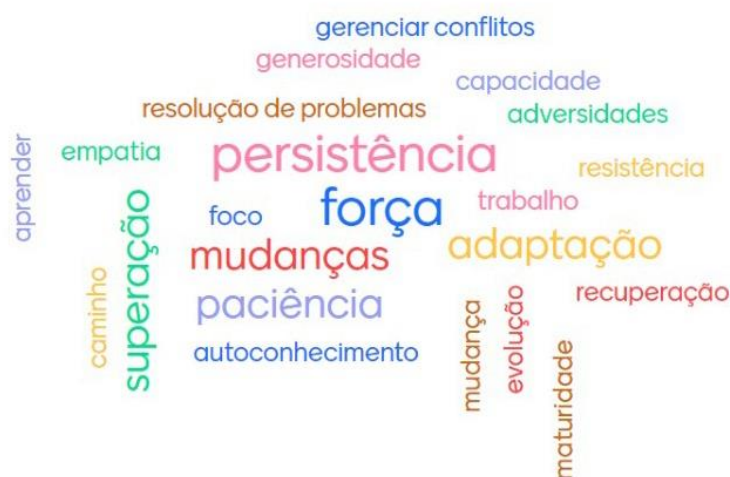 gerenciar conflitos
generosidade
capacidade
resolução de problemas
adversidades
aprender
empatia
persistência
resistência
superação
foco
força
trabalho
mudanças
adaptação
caminho
paciência
mudança
evolução
recuperação
autoconhecimento
maturidade